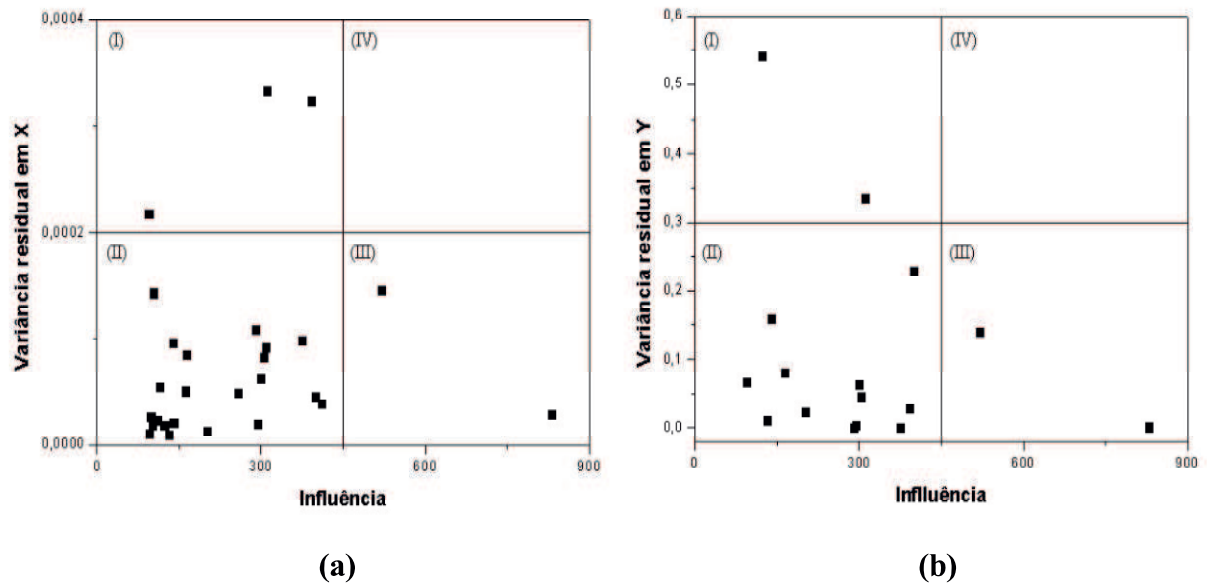 0,0004
(I)
(IV)
0,0002
(II)
(III)
0,0000
0
300
600
900
Variância residual em X
Influência
(a)
0,6
(I)
(IV)
0,5
0,4
0,3
(II)
(III)
0,2
0,1
0,0
0
300
600
900
Variância residual em Y
Inflluência
(b)